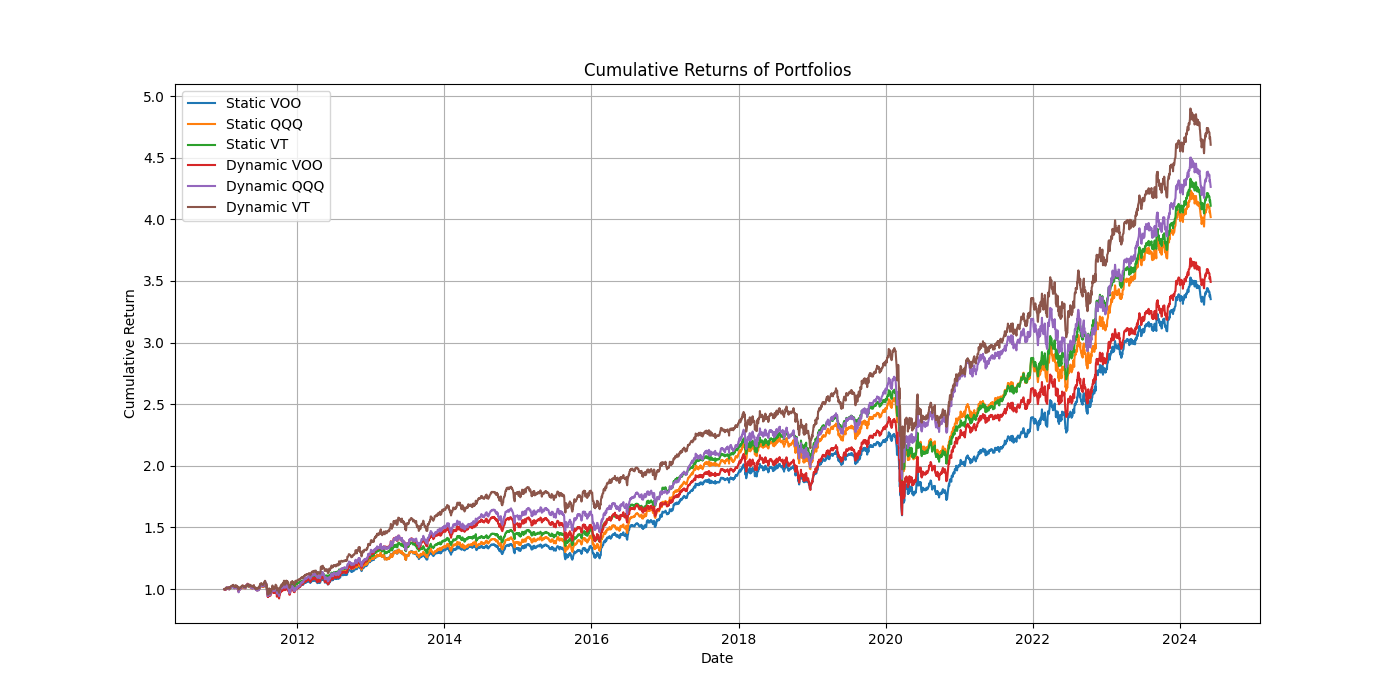 Cumulative Returns of Portfolios
5.0
4.5
4.0
3.5
3.0
2.5
2.0
1.5
1.0
Cumulative Return
Static VOO
Static QQQ
Static VT
Dynamic VOO
Dynamic QQQ
Dynamic VT
2012 2014 2016 2018 2020 2022 2024
Date